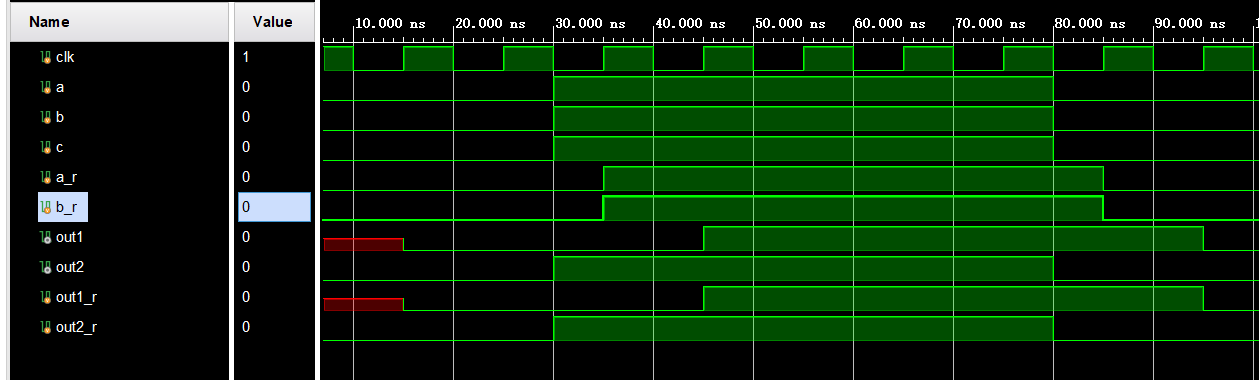 Name Value 10.000 ns 20.000 ns 30.000 ns 40.000 ns 50.000 ns 60.000 ns 70.000 ns 80.000 ns 90.000 ns
clk 1
a 0
b 0
c 0
a_r 0
b_r 0
out1 0
out2 0
out1_r 0
out2_r 0